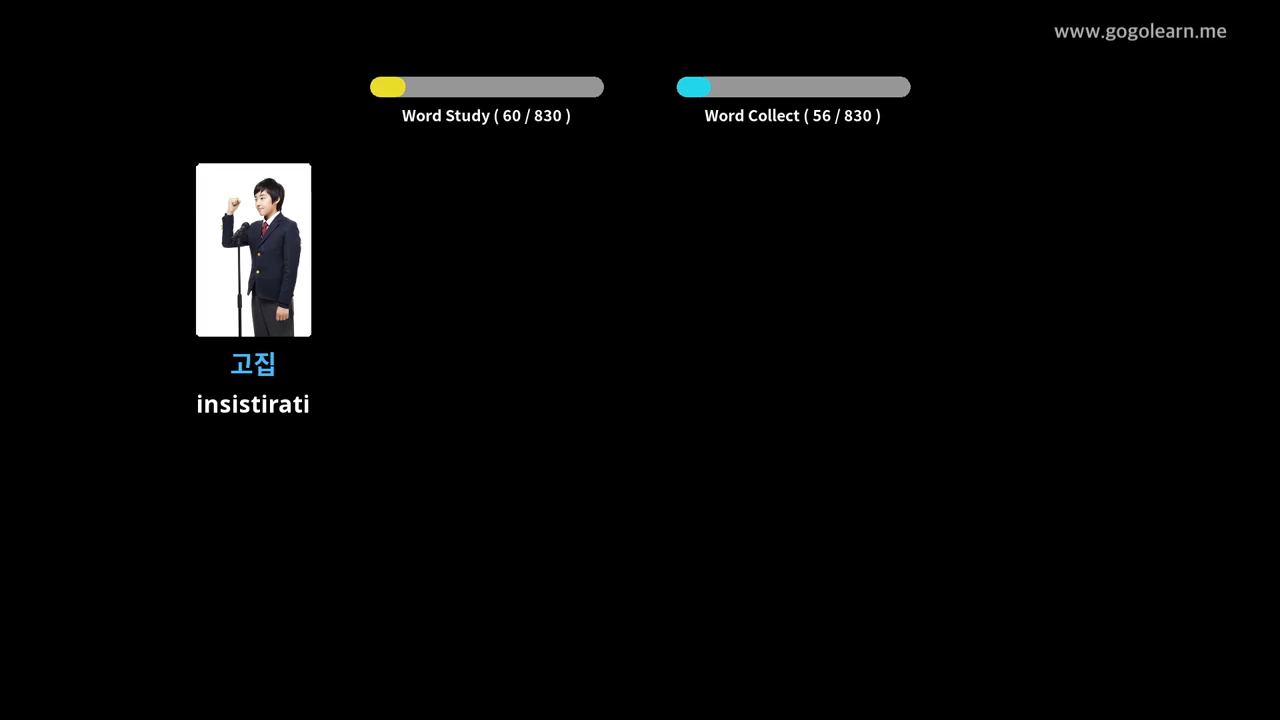 www.gogolearn.me
Word Study ( 60 / 830 )
Word Collect ( 56 / 830 )
고집
insistirati